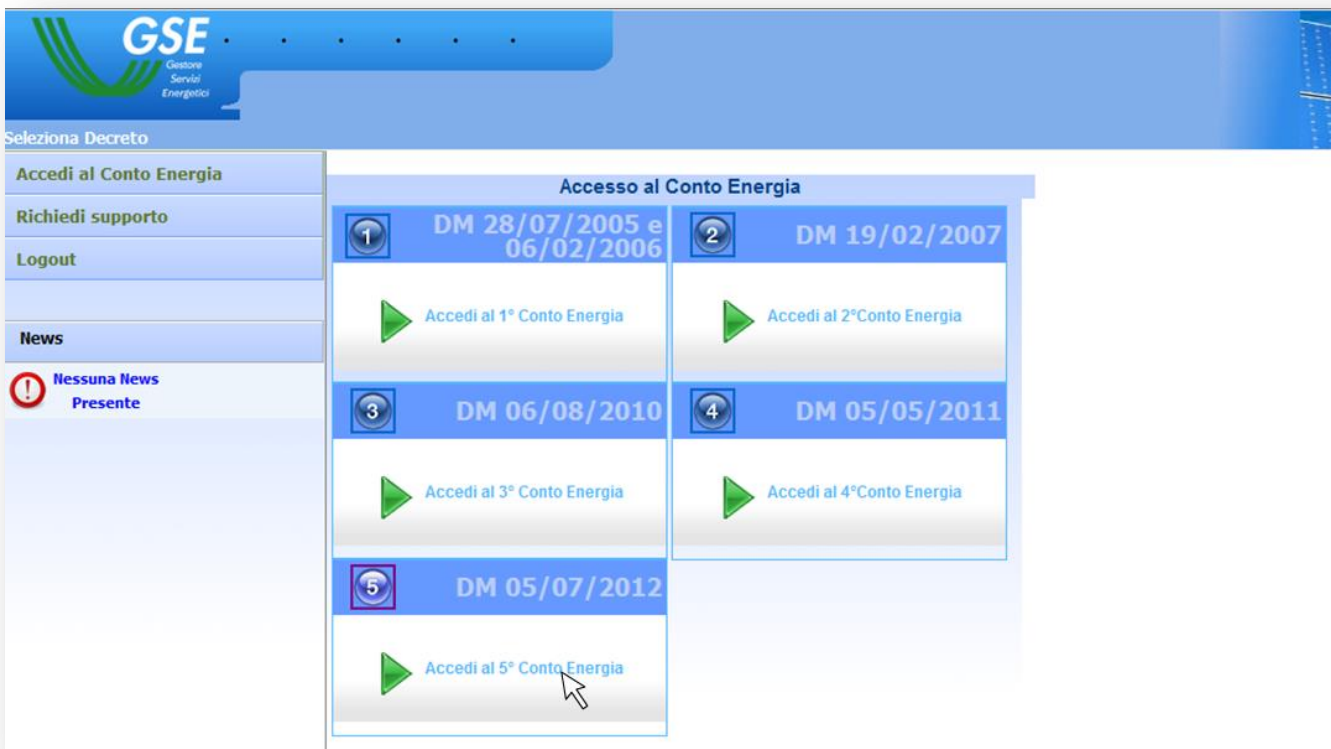 GSE
Gestore
Servizi
Energetici
Seleziona Decreto
Accedi al Conto Energia
Richiedi supporto
Logout
News
Nessuna News
Presente
Accesso al Conto Energia
1
DM 28/07/2005 e
06/02/2006
Accedi al 1° Conto Energia
2
DM 19/02/2007
Accedi al 2°Conto Energia
3
DM 06/08/2010
Accedi al 3° Conto Energia
4
DM 05/05/2011
Accedi al 4°Conto Energia
5
DM 05/07/2012
Accedi al 5° Conto Energia